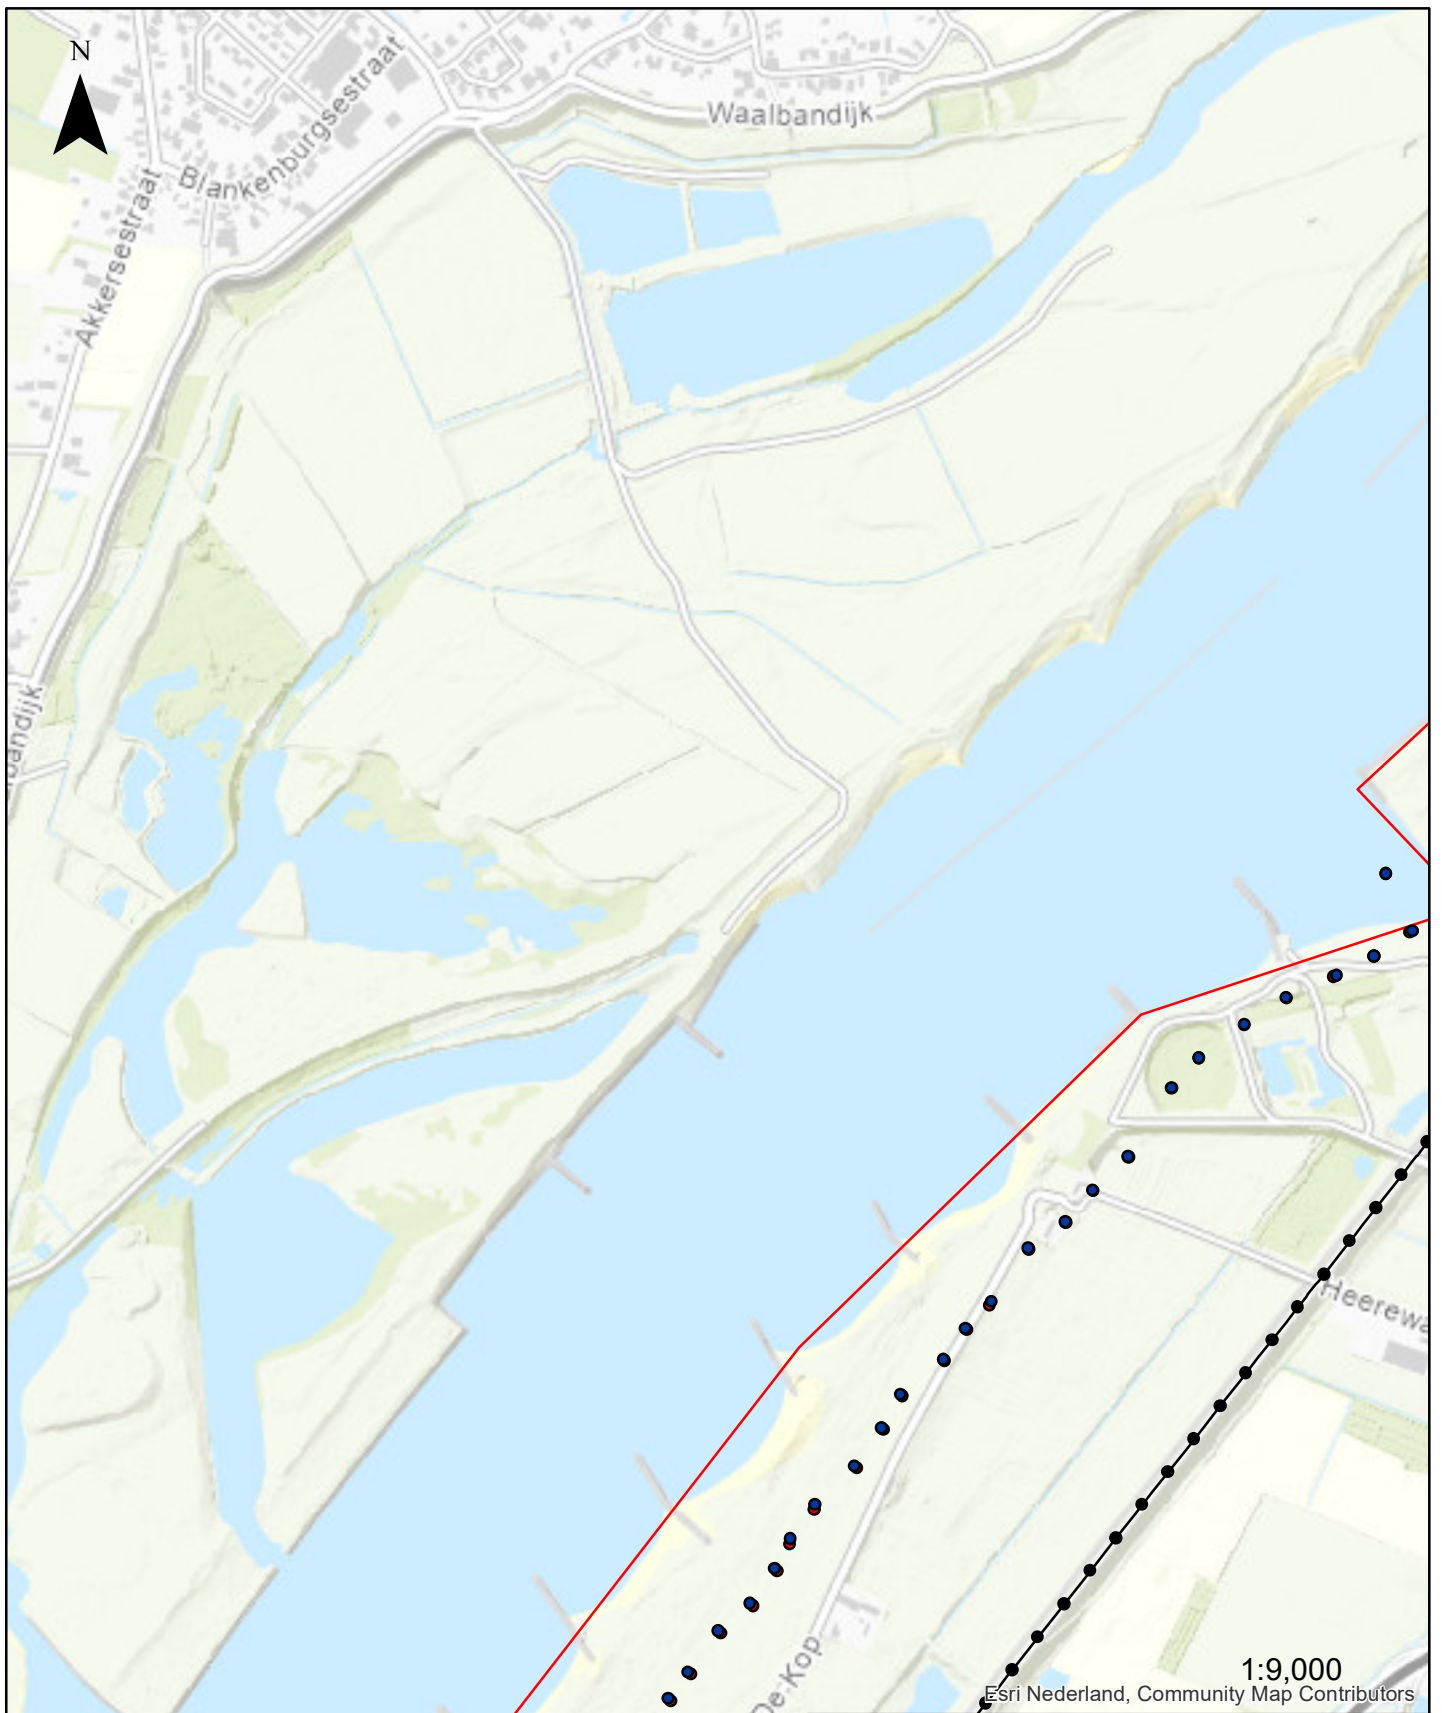 N
Waalbandijk
Blankenburgsestraat
Akkersestraat
bandijk
Heerewa
De Kop
1:9,000
Esri Nederland, Community Map Contributors